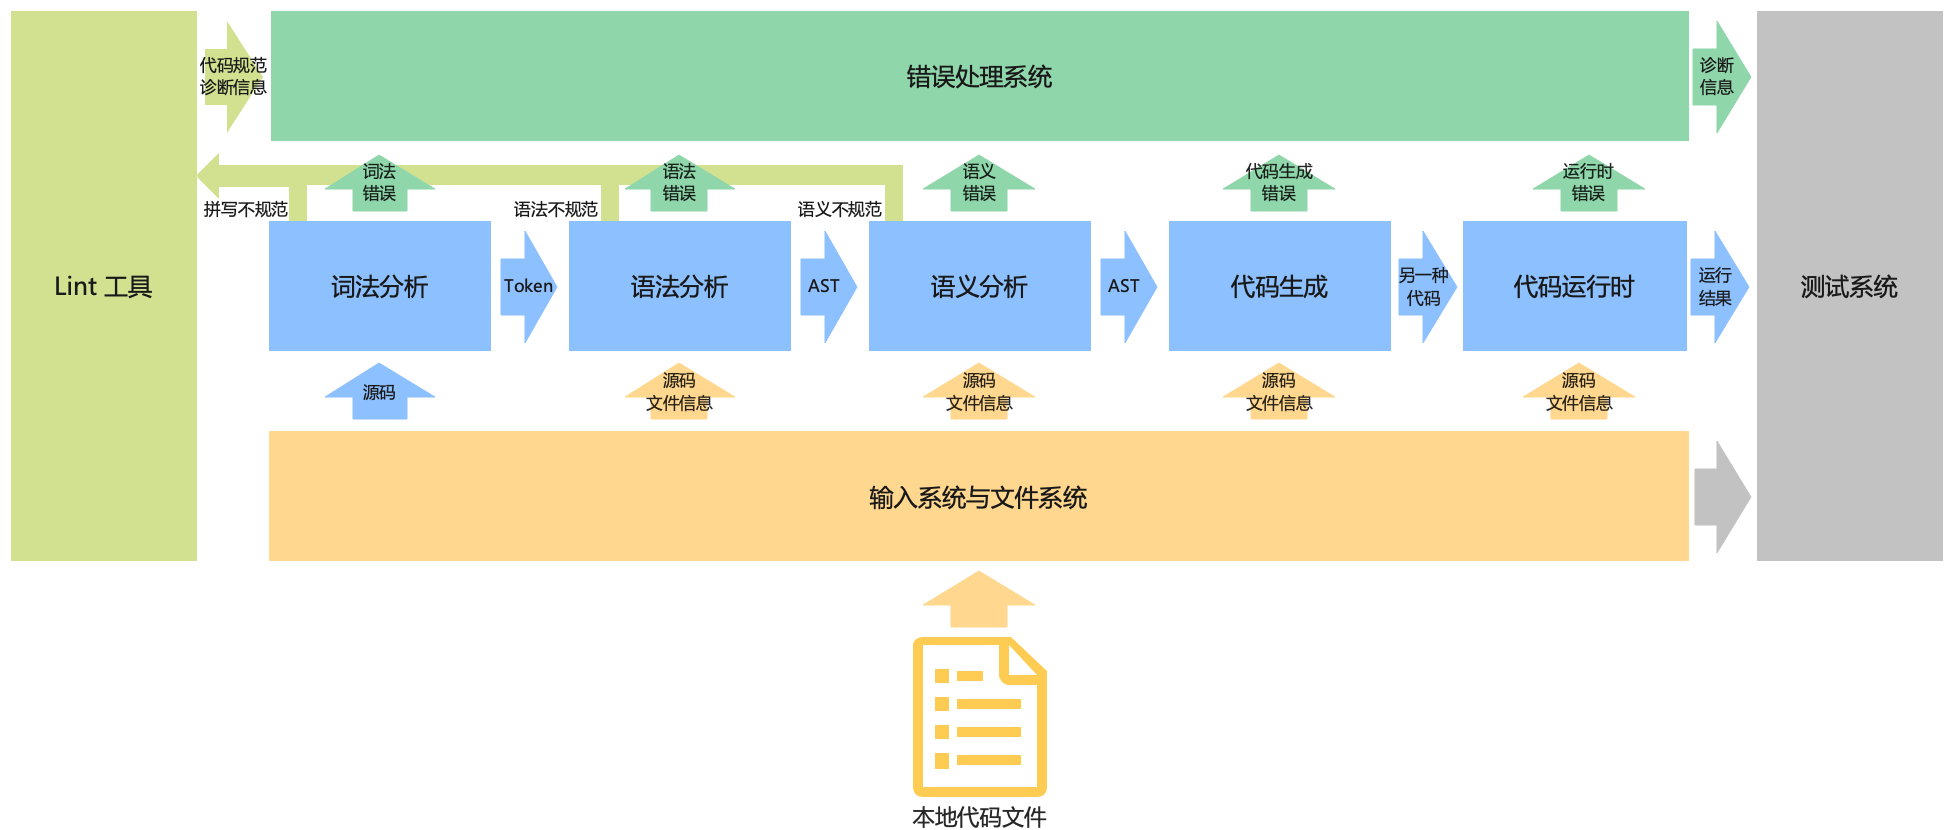 代码规范
诊断信息
错误处理系统
诊断
信息
词法
错误
语法
错误
语义
错误
代码生成
错误
运行时
错误
拼写不规范
语法不规范
语义不规范
Lint 工具
词法分析
Token
语法分析
AST
语义分析
AST
代码生成
另一种
代码
代码运行时
运行
结果
测试系统
源码
源码
文件信息
源码
文件信息
源码
文件信息
源码
文件信息
输入系统与文件系统
本地代码文件